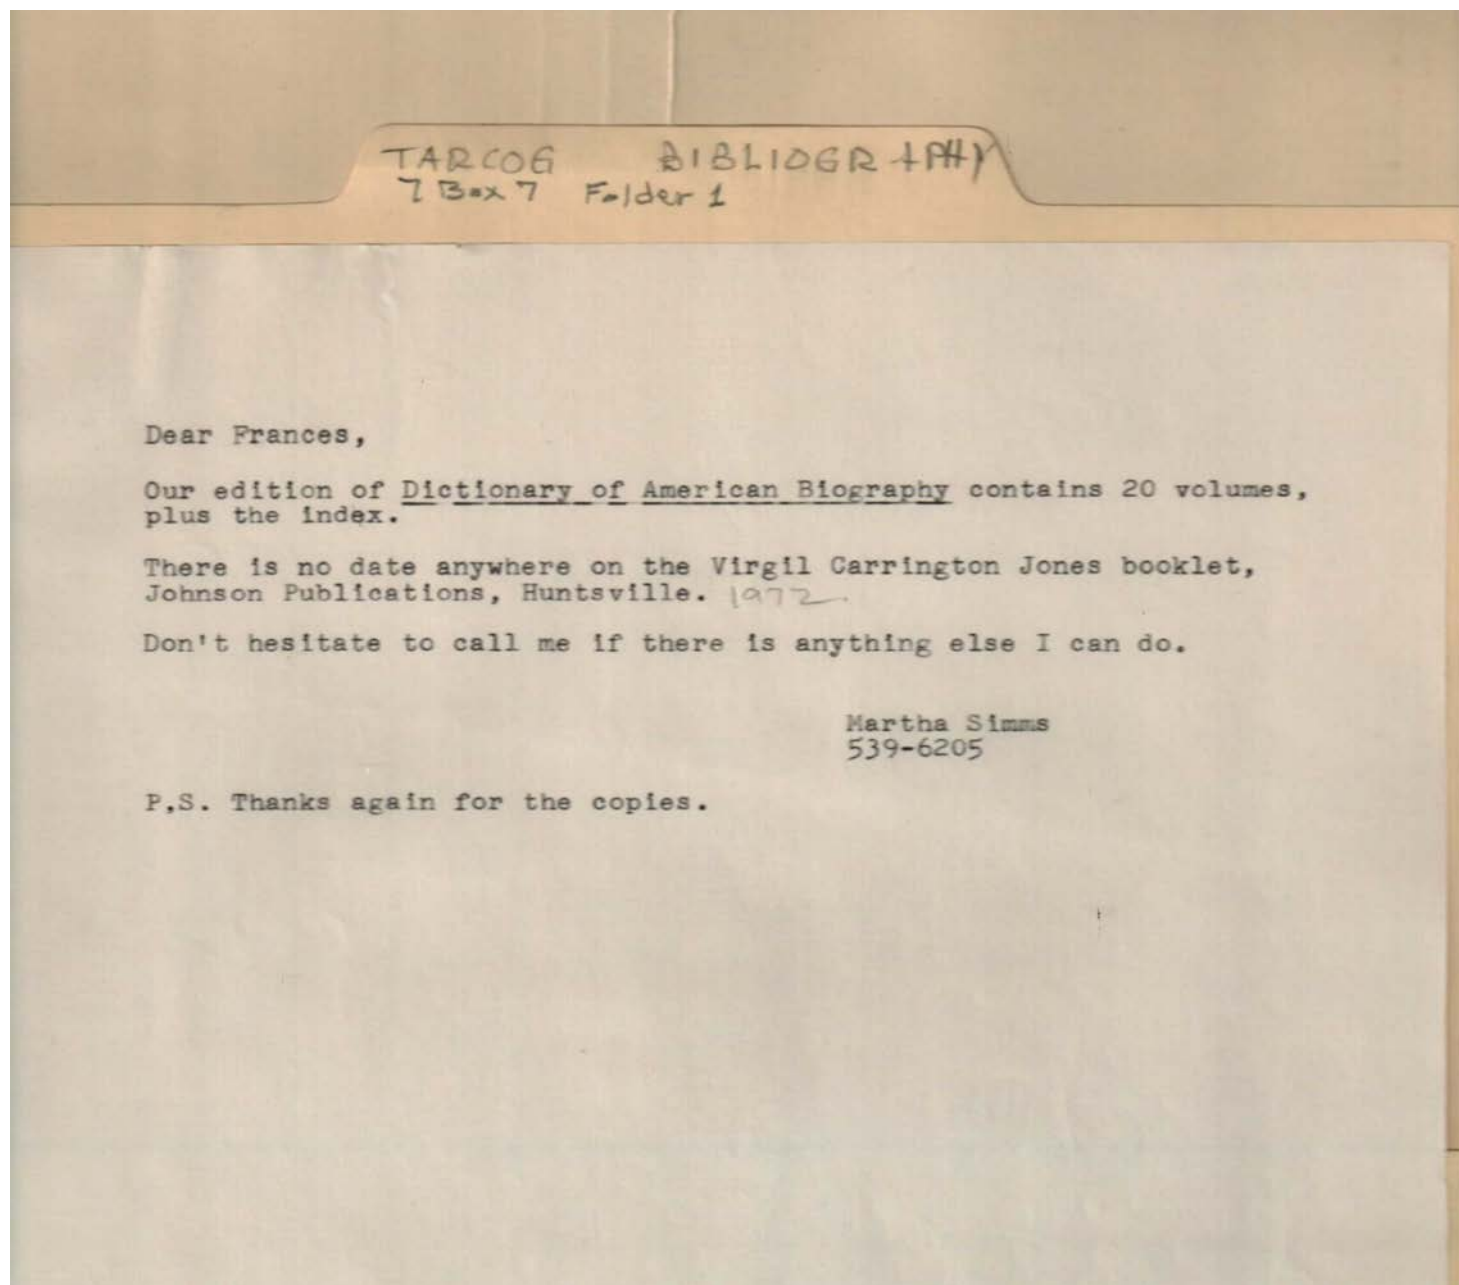 TARCOG BIBLIOGRAPHY
7 Box 7 Folder 1
Dear Frances,
Our edition of Dictionary of American Biography contains 20 volumes,
plus the index.
There is no date anywhere on the Virgil Carrington Jones booklet,
Johnson Publications, Huntsville. 1972.
Don't hesitate to call me if there is anything else I can do.
Martha Simms
539-6205
P.S. Thanks again for the copies.